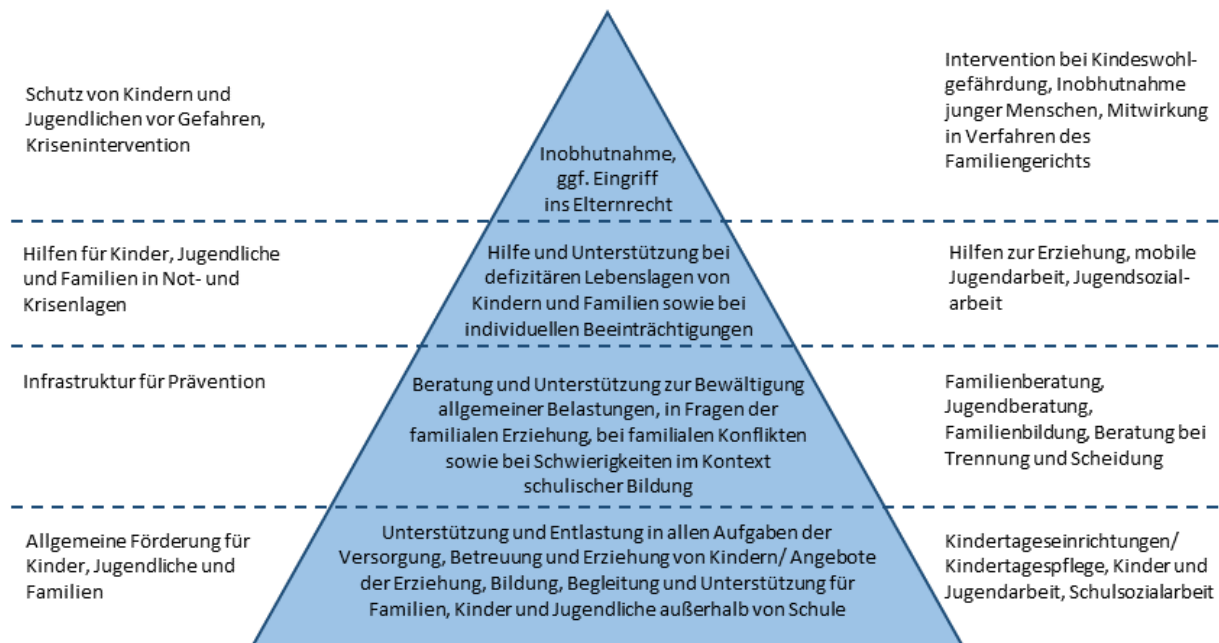 Schutz von Kindern und
Jugendlichen vor Gefahren,
Krisenintervention
Inobhutnahme,
ggf. Eingriff
ins Elternrecht
Intervention bei Kindeswohl-
gefährdung, Inobhutnahme
junger Menschen, Mitwirkung
in Verfahren des
Familiengerichts
Hilfen für Kinder, Jugendliche
und Familien in Not- und
Krisenlagen
Hilfe und Unterstützung bei
defizitären Lebenslagen von
Kindern und Familien sowie bei
individuellen Beeinträchtigungen
Hilfen zur Erziehung, mobile
Jugendarbeit, Jugendsozial-
arbeit
Infrastruktur für Prävention
Beratung und Unterstützung zur Bewältigung
allgemeiner Belastungen, in Fragen der
familialen Erziehung, bei familialen Konflikten
sowie bei Schwierigkeiten im Kontext
schulischer Bildung
Familienberatung,
Jugendberatung,
Familienbildung, Beratung bei
Trennung und Scheidung
Allgemeine Förderung für
Kinder, Jugendliche und
Familien
Unterstützung und Entlastung in allen Aufgaben der
Versorgung, Betreuung und Erziehung von Kindern/ Angebote
der Erziehung, Bildung, Begleitung und Unterstützung für
Familien, Kinder und Jugendliche außerhalb von Schule
Kindertageseinrichtungen/
Kindertagespflege, Kinder und
Jugendarbeit, Schulsozialarbeit